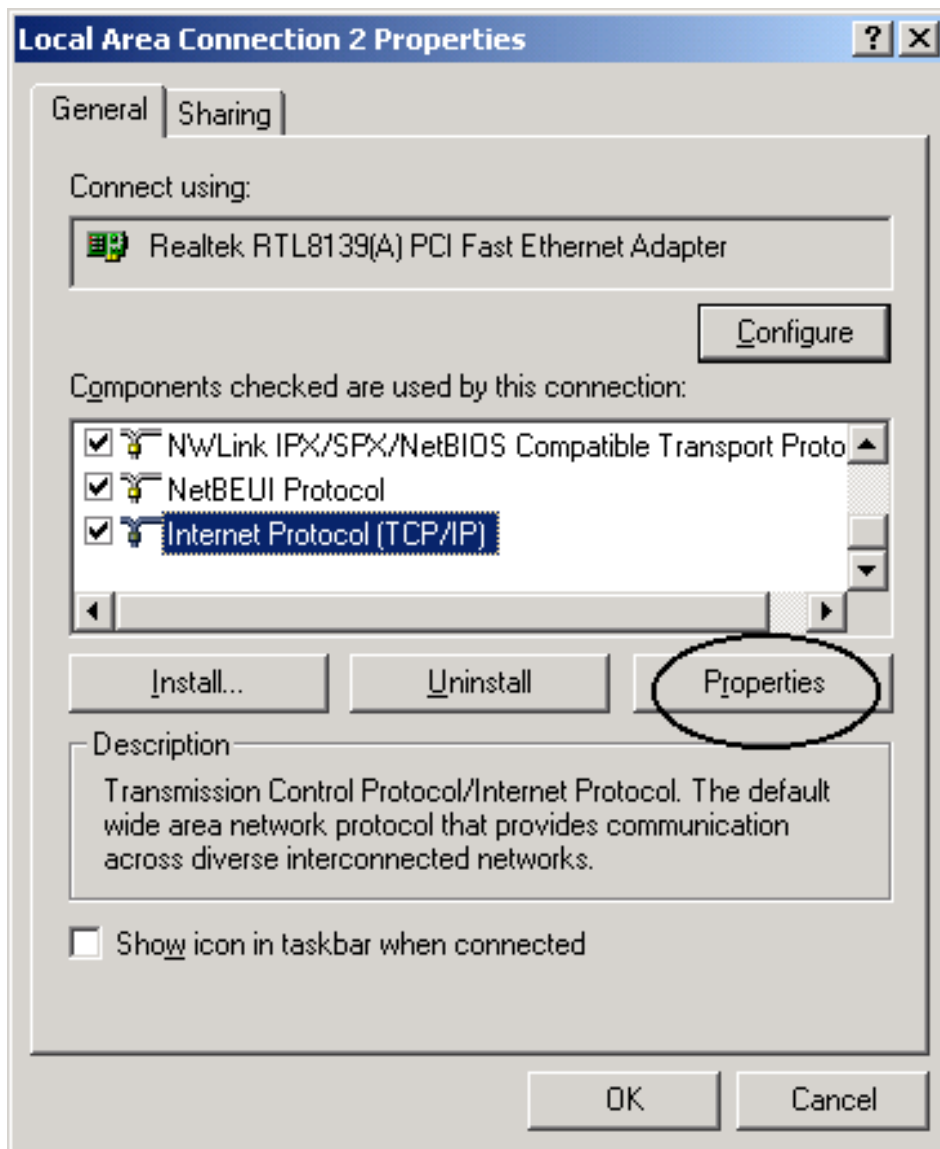 Local Area Connection 2 Properties
General
Sharing
Connect using:
Realtek RTL8139(A) PCI Fast Ethernet Adapter
Configure
Components checked are used by this connection:
NWLink IPX/SPX/NetBIOS Compatible Transport Proto
NetBEUI Protocol
Internet Protocol (TCP/IP)
Install...
Uninstall
Properties
Description
Transmission Control Protocol/Internet Protocol. The default
wide area network protocol that provides communication
across diverse interconnected networks.
Show icon in taskbar when connected
OK
Cancel